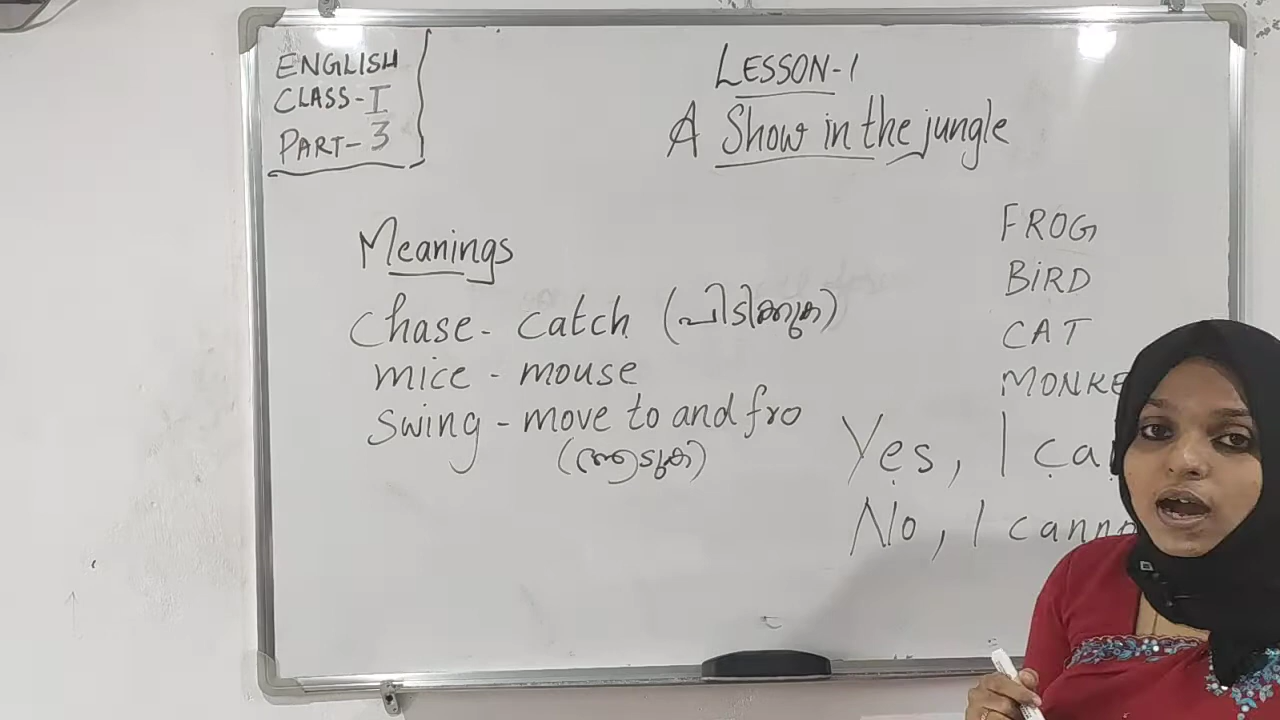 ENGLISH
CLASS-I
PART-3
LESSON-1
A Show in the jungle
Meanings
Chase - catch (പിടിക്കുക)
mice - mouse
swing - move to and fro
(ആടുക)
FROG
BiRD
CAT
MONKE
Yes, I ca
No, I canno